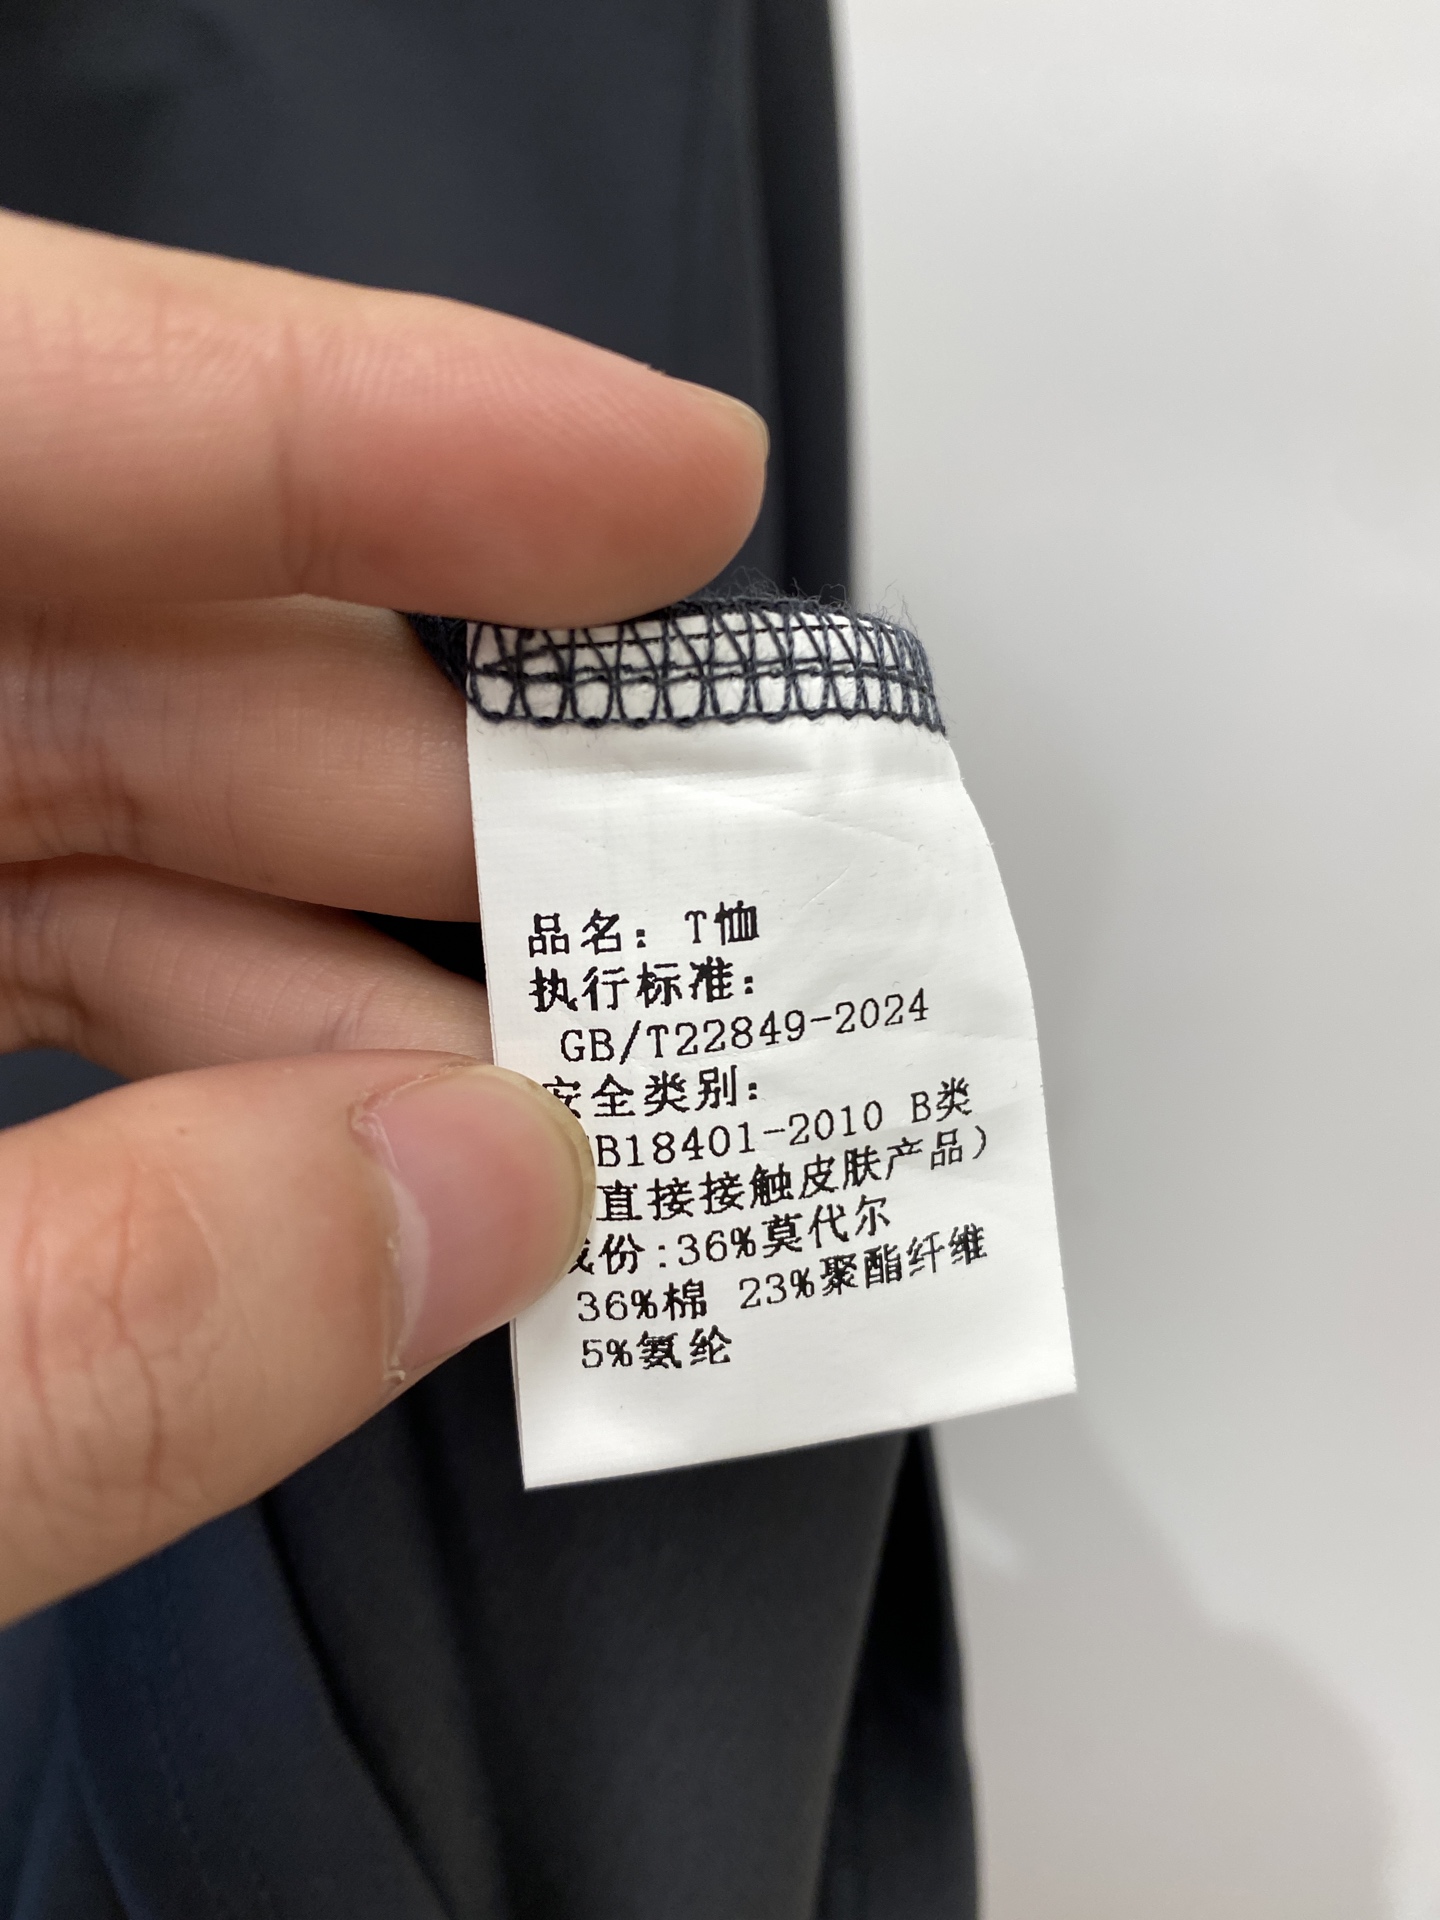 品名：T恤
执行标准：
GB/T22849-2024
安全类别：
B18401-2010 B类
直接接触皮肤产品）
成份:36%莫代尔
36%棉 23%聚酯纤维
5%氨纶